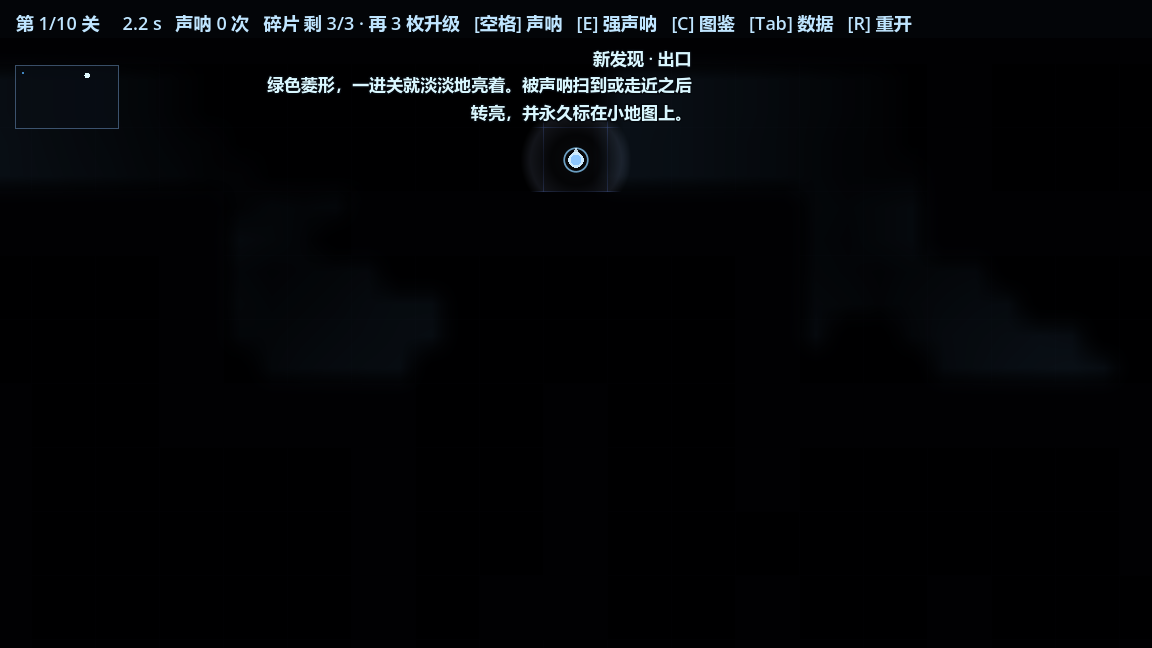 第 1/10 关 2.2 s 声呐 0 次 碎片 剩 3/3 · 再 3 枚升级 [空格] 声呐 [E] 强声呐 [C] 图鉴 [Tab] 数据 [R] 重开
新发现 · 出口
绿色菱形，一进关就淡淡地亮着。被声呐扫到或走近之后
转亮，并永久标在小地图上。